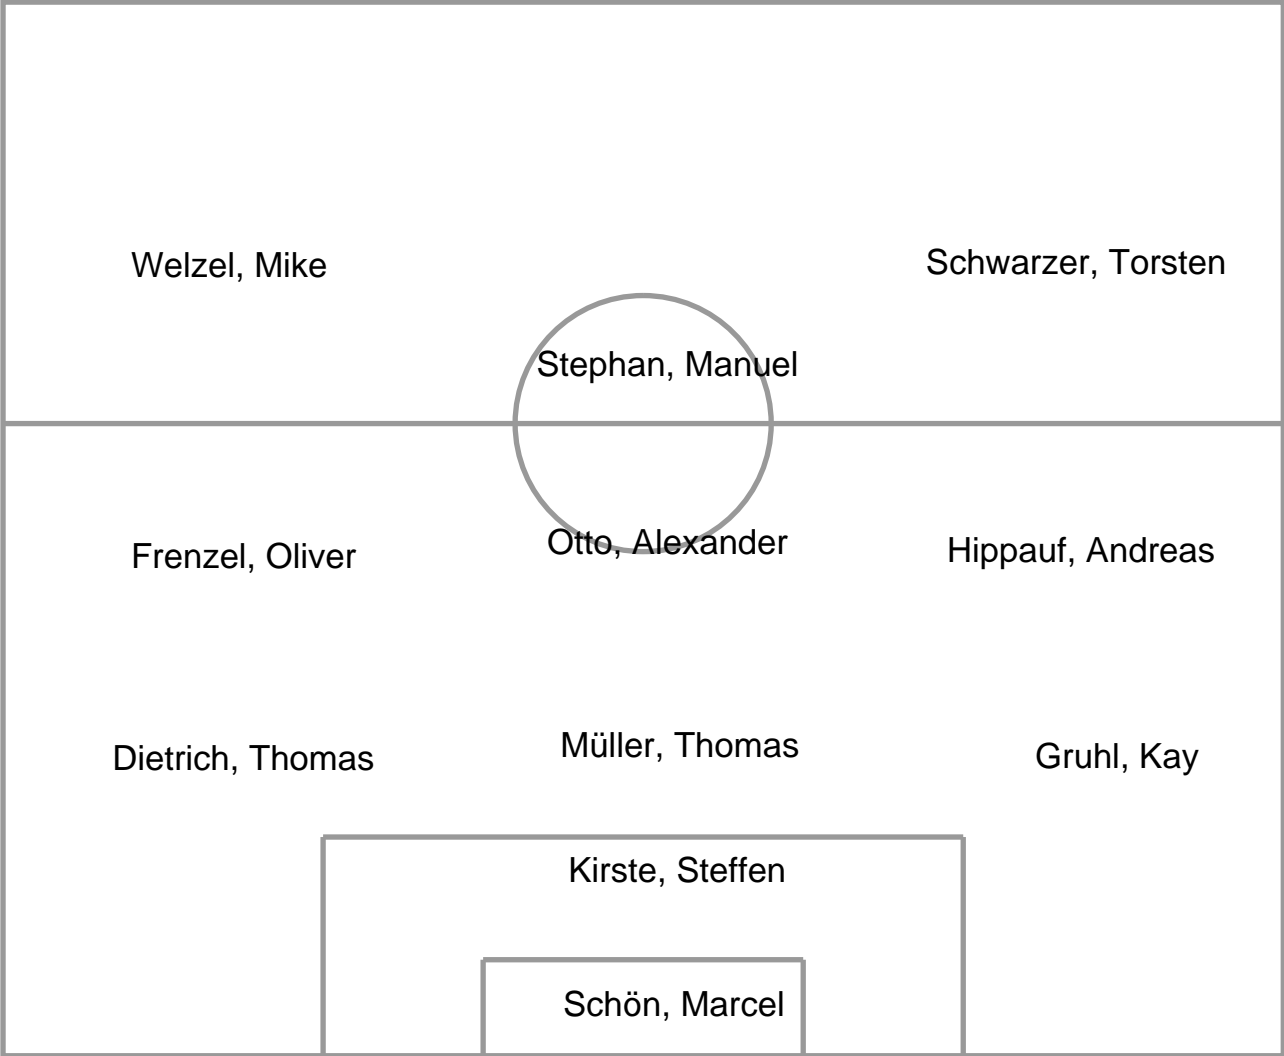 Welzel, Mike
Schwarzer, Torsten
Stephan, Manuel
Frenzel, Oliver
Otto, Alexander
Hippauf, Andreas
Dietrich, Thomas
Müller, Thomas
Gruhl, Kay
Kirste, Steffen
Schön, Marcel